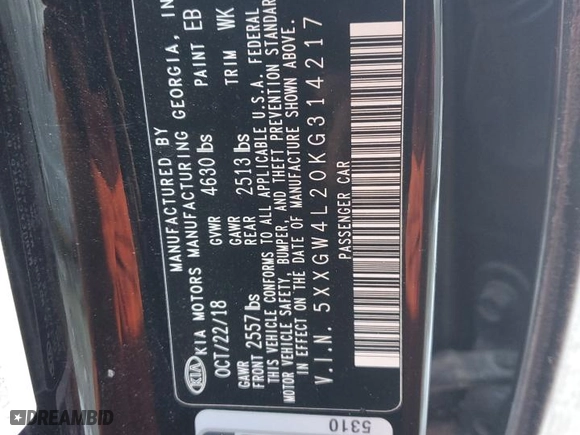 MANUFACTURED BY
KIA KIA MOTORS MANUFACTURING GEORGIA, IN
OCT/22/18 GVWR 4630 lbs PAINT EB
GAWR FRONT 2557 lbs GAWR REAR 2513 lbs TRIM WK
THIS VEHICLE CONFORMS TO ALL APPLICABLE U.S.A. FEDERAL
MOTOR VEHICLE SAFETY, BUMPER, AND THEFT PREVENTION STANDAR
IN EFFECT ON THE DATE OF MANUFACTURE SHOWN ABOVE.
V.I.N. 5XXGW4L20KG314217
PASSENGER CAR
5310
DREAMBID